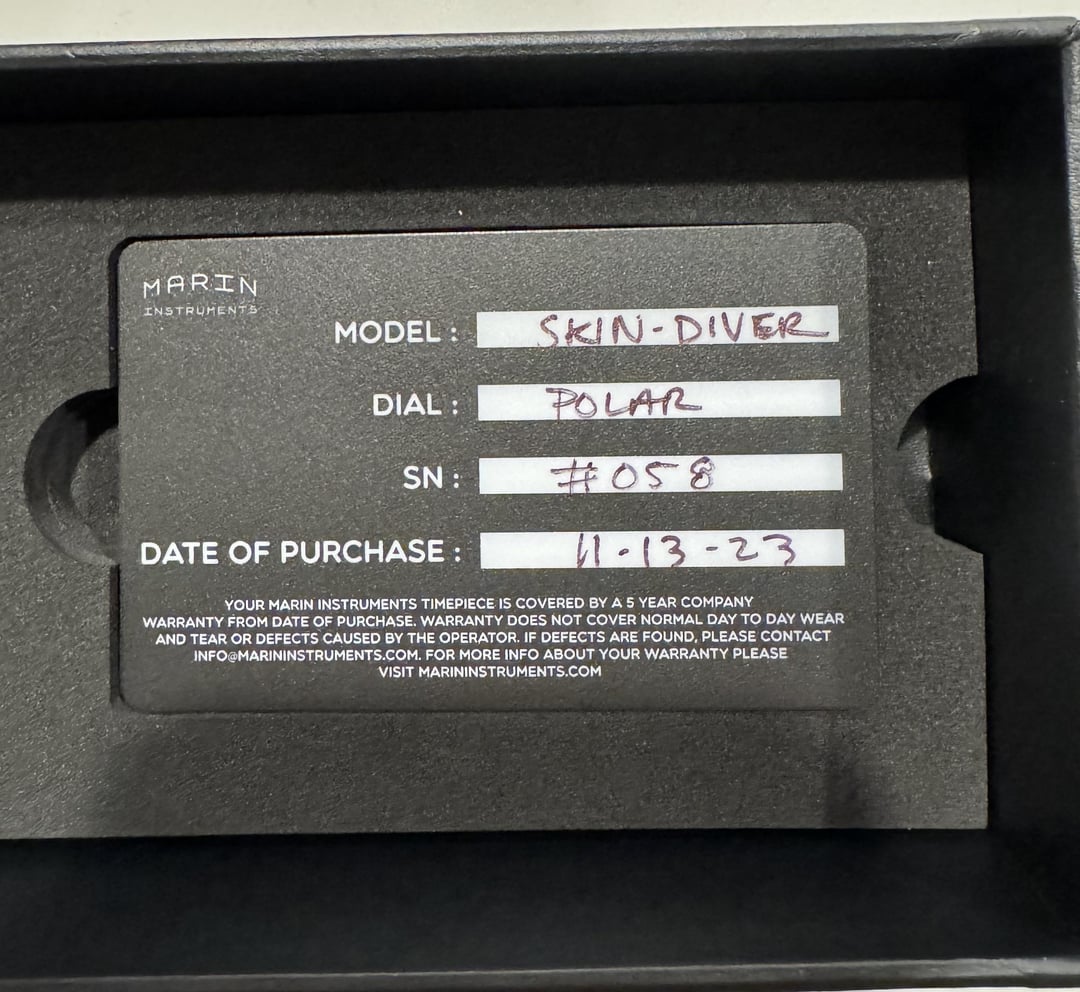 MARIN
INSTRUMENTS
MODEL : SKIN-DIVER
DIAL : POLAR
SN : #058
DATE OF PURCHASE : 11-13-23
YOUR MARIN INSTRUMENTS TIMEPIECE IS COVERED BY A 5 YEAR COMPANY
WARRANTY FROM DATE OF PURCHASE. WARRANTY DOES NOT COVER NORMAL DAY TO DAY WEAR
AND TEAR OR DEFECTS CAUSED BY THE OPERATOR. IF DEFECTS ARE FOUND, PLEASE CONTACT
INFO@MARININSTRUMENTS.COM. FOR MORE INFO ABOUT YOUR WARRANTY PLEASE
VISIT MARININSTRUMENTS.COM